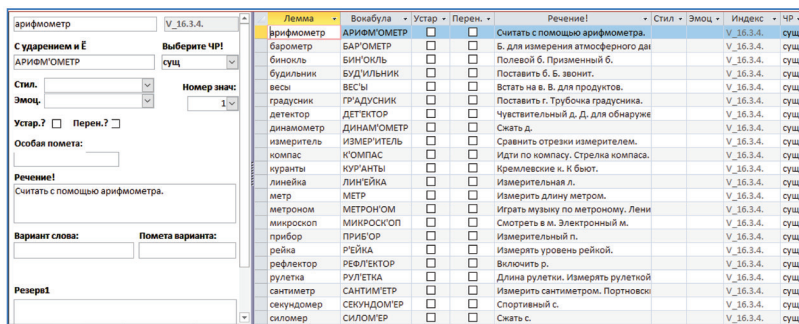 арифмометр V_16.3.4.
С ударением и Ё Выберите ЧР!
АРИФМ'ОМЕТР сущ
Стил. Номер знач:
Эмоц. 1
Устар.? Перен.?
Особая помета:
Речение!
Считать с помощью арифмометра.
Вариант слова: Помета варианта:
Резерв1
Лемма Вокабула Устар Перен. Речение! Стил Эмоц Индекс ЧР
арифмометр АРИФМ'ОМЕТР Считать с помощью арифмометра. V_16.3.4. сущ
барометр БАР'ОМЕТР Б. для измерения атмосферного V_16.3.4. сущ
бинокль БИН'ОКЛЬ Полевой б. Призменный б. V_16.3.4. сущ
будильник БУД'ИЛЬНИК Поставить б. Б. звонит. V_16.3.4. сущ
весы ВЕС'Ы Встать на в. В. для продуктов. V_16.3.4. сущ
градусник ГР'АДУСНИК Поставить г. Трубочка градусника. V_16.3.4. сущ
детектор ДЕТ'ЕКТОР Чувствительный д. Д. для обнаруже V_16.3.4. сущ
динамометр ДИНАМ'ОМЕТР Сжать д. V_16.3.4. сущ
измеритель ИЗМЕР'ИТЕЛЬ Сравнить отрезки измерителем. V_16.3.4. сущ
компас К'ОМПАС Идти по компасу. Стрелка компаса. V_16.3.4. сущ
куранты КУР'АНТЫ Кремлевские к. К бьют. V_16.3.4. сущ
линейка ЛИН'ЕЙКА Измерительная л. V_16.3.4. сущ
метр МЕТР Измерить длину метром. V_16.3.4. сущ
метроном МЕТРОН'ОМ Играть музыку по метроному. Лени V_16.3.4. сущ
микроскоп МИКРОСК'ОП Смотреть в м. Электронный м. V_16.3.4. сущ
прибор ПРИБ'ОР Измерительный п. V_16.3.4. сущ
рейка Р'ЕЙКА Измерять уровень рейкой. V_16.3.4. сущ
рефлектор РЕФЛ'ЕКТОР Включить р. V_16.3.4. сущ
рулетка РУЛ'ЕТКА Длина рулетки. Измерять рулеткой V_16.3.4. сущ
сантиметр САНТИМ'ЕТР Измерить сантиметром. Портновск V_16.3.4. сущ
секундомер СЕКУНДОМ'ЕР Спортивный с. V_16.3.4. сущ
силомер СИЛОМ'ЕР Сжать с. V_16.3.4. сущ